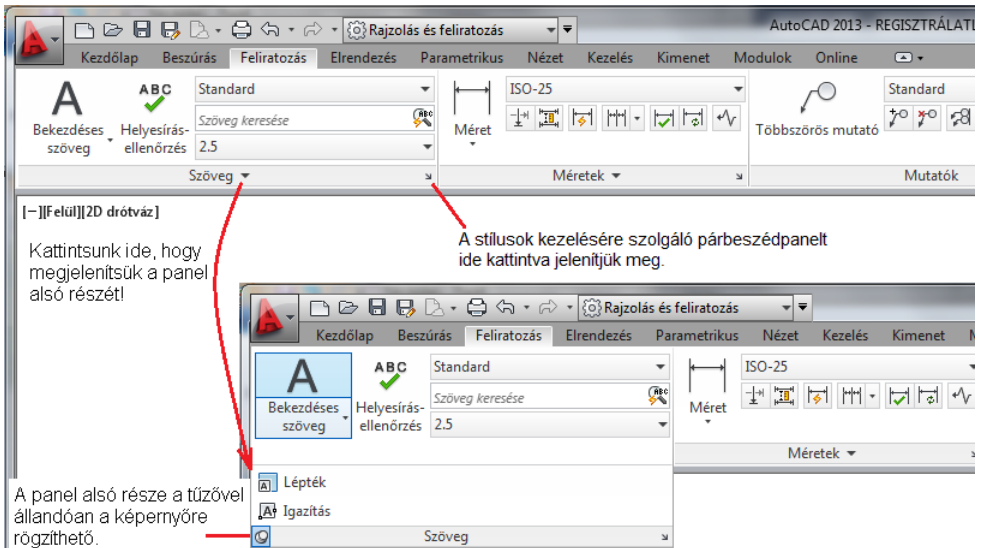 Rajzolás és feliratozás
AutoCAD 2013 - REGISZTRÁLATL
Kezdőlap Beszúrás Feliratozás Elrendezés Parametrikus Nézet Kezelés Kimenet Modulok Online
A
ABC
Bekezdéses
szöveg
Helyesírás-
ellenőrzés
Standard
Szöveg keresése
2.5
Méret
ISO-25
Többszörös mutató
Standard
Szöveg
Méretek
Mutatók
[−][Felül][2D drótváz]
Kattintsunk ide, hogy
megjelenítsük a panel
alsó részét!
A stílusok kezelésére szolgáló párbeszédpanelt
ide kattintva jelenítjük meg.
Rajzolás és feliratozás
Kezdőlap Beszúrás Feliratozás Elrendezés Parametrikus Nézet Kezelés Kimenet
A
ABC
Bekezdéses
szöveg
Helyesírás-
ellenőrzés
Standard
Szöveg keresése
2.5
Méret
ISO-25
Méretek
Lépték
Igazítás
Szöveg
A panel alsó része a tűzővel
állandóan a képernyőre
rögzíthető.